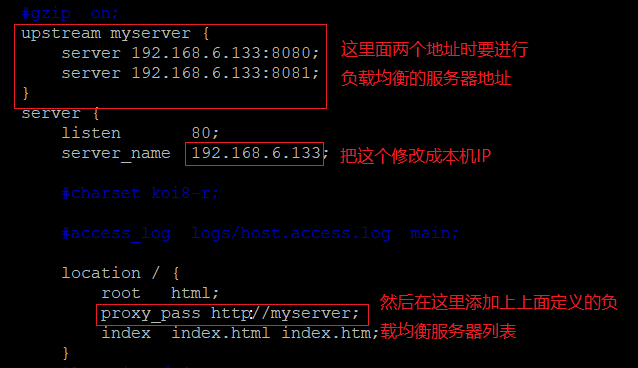 #gzip  on;
upstream myserver {
server 192.168.6.133:8080;
server 192.168.6.133:8081;
}
这里面两个地址时要进行
负载均衡的服务器地址
server {
listen       80;
server_name  192.168.6.133;
把这个修改成本机IP
#charset koi8-r;
#access_log  logs/host.access.log  main;
location / {
root   html;
proxy_pass http://myserver;
index  index.html index.htm;
}
然后在这里添加上上面定义的负
载均衡服务器列表